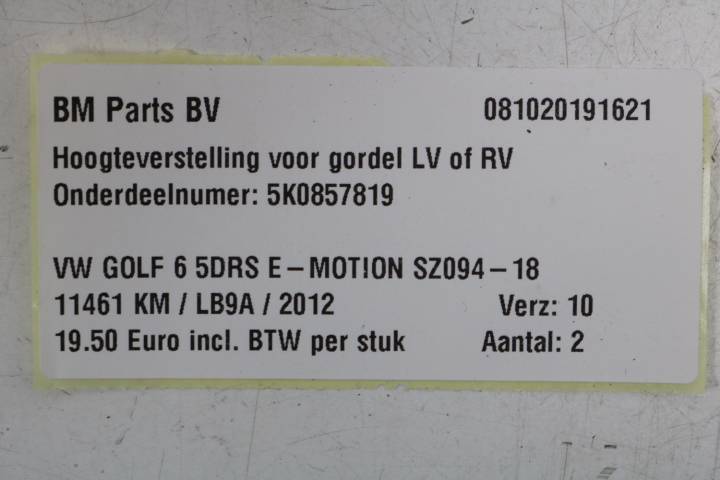 BM Parts BV 081020191621
Hoogteverstelling voor gordel LV of RV
Onderdeelnumer: 5K0857819
VW GOLF 6 5DRS E-MOTION SZ094-18
11461 KM / LB9A / 2012 Verz: 10
19.50 Euro incl. BTW per stuk Aantal: 2